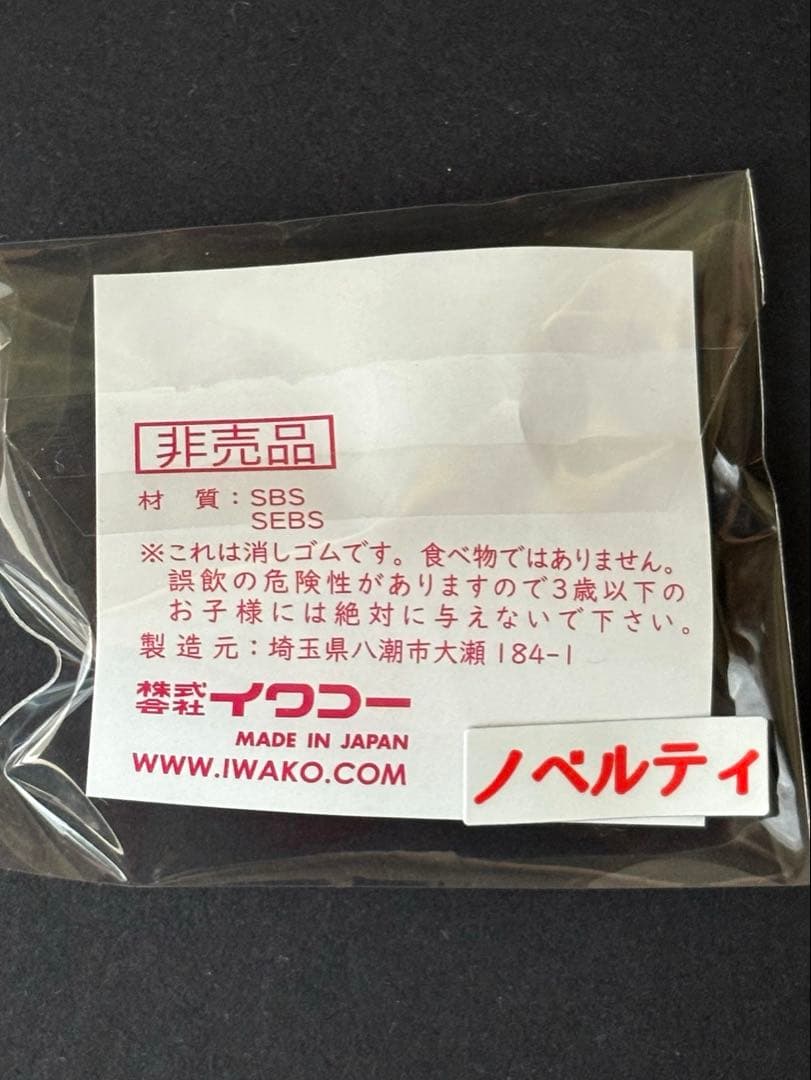 非売品
材 質：SBS
SEBS
※これは消しゴムです。食べ物ではありません。
誤飲の危険性がありますので3歳以下の
お子様には絶対に与えないで下さい。
製造元：埼玉県八潮市大瀬184-1
株式会社イワコー
MADE IN JAPAN
WWW.IWAKO.COM
ノベルティ